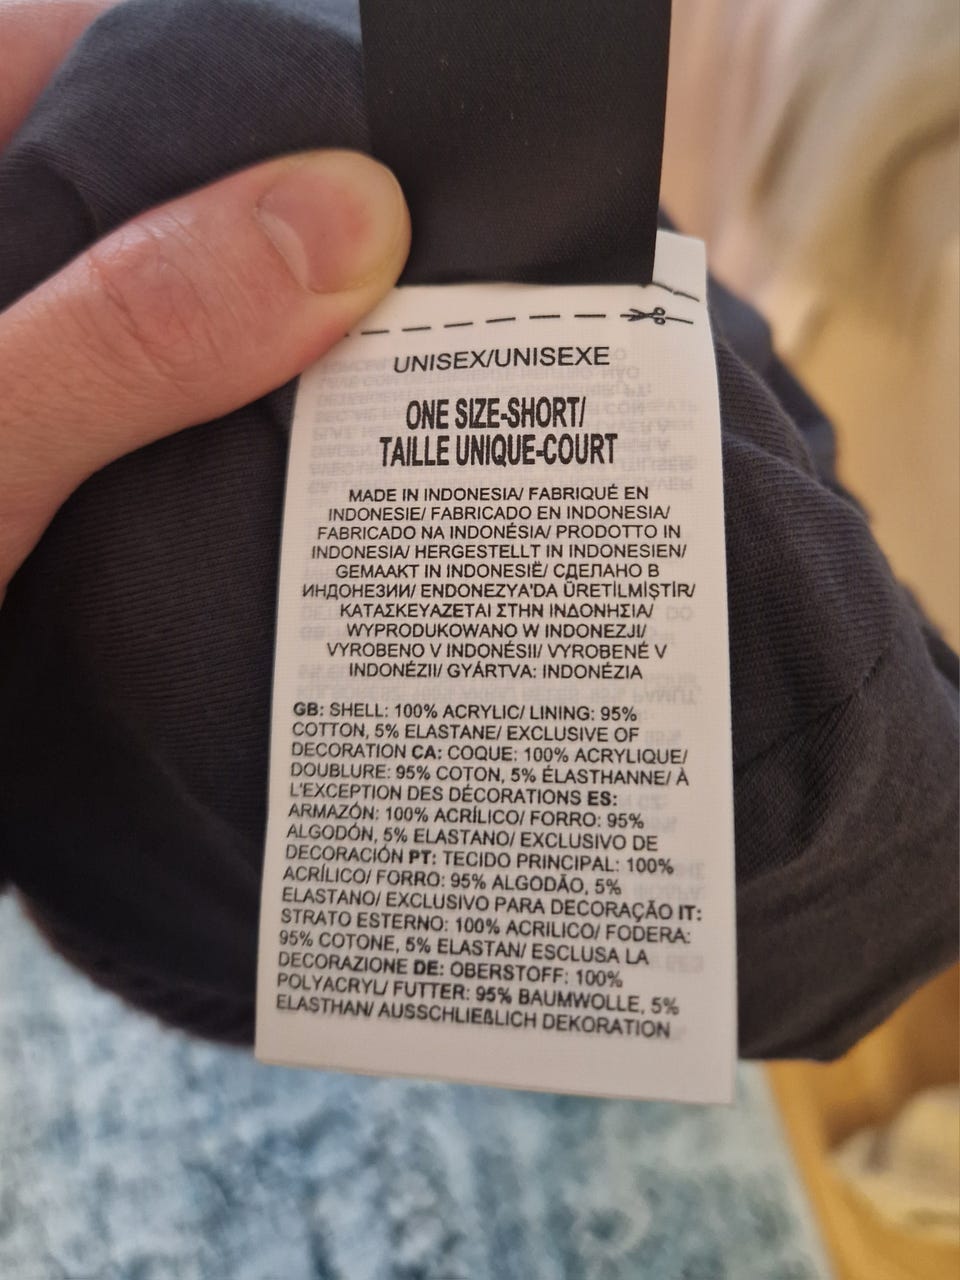 UNISEX/UNISEXE
ONE SIZE-SHORT/
TAILLE UNIQUE-COURT
MADE IN INDONESIA/ FABRIQUÉ EN
INDONESIE/ FABRICADO EN INDONESIA/
FABRICADO NA INDONÉSIA/ PRODOTTO IN
INDONESIA/ HERGESTELLT IN INDONESIEN/
GEMAAKT IN INDONESIË/ СДЕЛАНО В
ИНДОНЕЗИИ/ ENDONEZYA'DA ÜRETİLMİŞTİR/
ΚΑΤΑΣΚΕΥΑΖΕΤΑΙ ΣΤΗΝ ΙΝΔΟΝΗΣΙΑ/
WYPRODUKOWANO W INDONEZJI/
VYROBENO V INDONÉSII/ VYROBENÉ V
INDONÉZII/ GYÁRTVA: INDONÉZIA
GB: SHELL: 100% ACRYLIC/ LINING: 95%
COTTON, 5% ELASTANE/ EXCLUSIVE OF
DECORATION CA: COQUE: 100% ACRYLIQUE/
DOUBLURE: 95% COTON, 5% ÉLASTHANNE/ À
L'EXCEPTION DES DÉCORATIONS ES:
ARMAZÓN: 100% ACRÍLICO/ FORRO: 95%
ALGODÓN, 5% ELASTANO/ EXCLUSIVO DE
DECORACIÓN PT: TECIDO PRINCIPAL: 100%
ACRÍLICO/ FORRO: 95% ALGODÃO, 5%
ELASTANO/ EXCLUSIVO PARA DECORAÇÃO IT:
STRATO ESTERNO: 100% ACRILICO/ FODERA:
95% COTONE, 5% ELASTAN/ ESCLUSA LA
DECORAZIONE DE: OBERSTOFF: 100%
POLYACRYL/ FUTTER: 95% BAUMWOLLE, 5%
ELASTHAN/ AUSSCHLIEßLICH DEKORATION